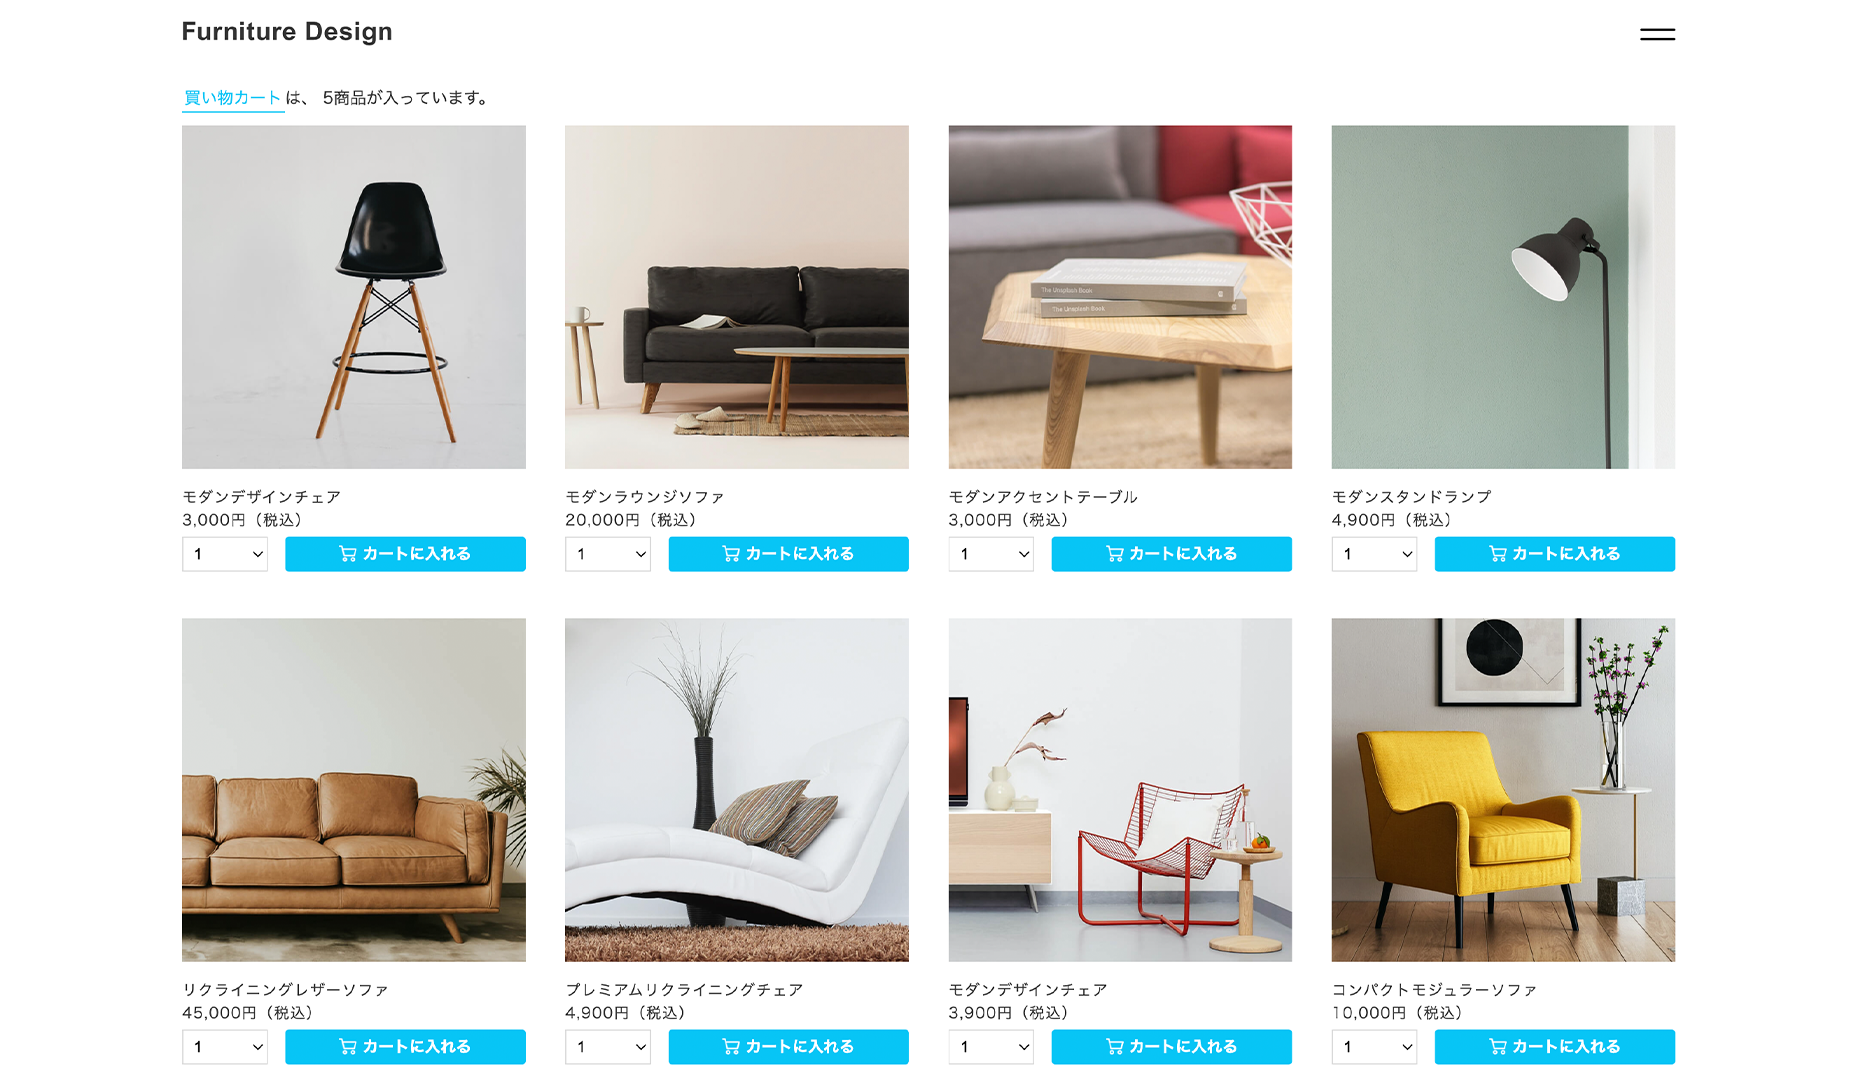 Furniture Design
買い物カートは、 5商品が入っています。
The Unsplash Book
The Unsplash Book
モダンデザインチェア
3,000円（税込）
1
カートに入れる
モダンラウンジソファ
20,000円（税込）
1
カートに入れる
モダンアクセントテーブル
3,000円（税込）
1
カートに入れる
モダンスタンドランプ
4,900円（税込）
1
カートに入れる
リクライニングレザーソファ
45,000円（税込）
1
カートに入れる
プレミアムリクライニングチェア
4,900円（税込）
1
カートに入れる
モダンデザインチェア
3,900円（税込）
1
カートに入れる
コンパクトモジュラーソファ
10,000円（税込）
1
カートに入れる